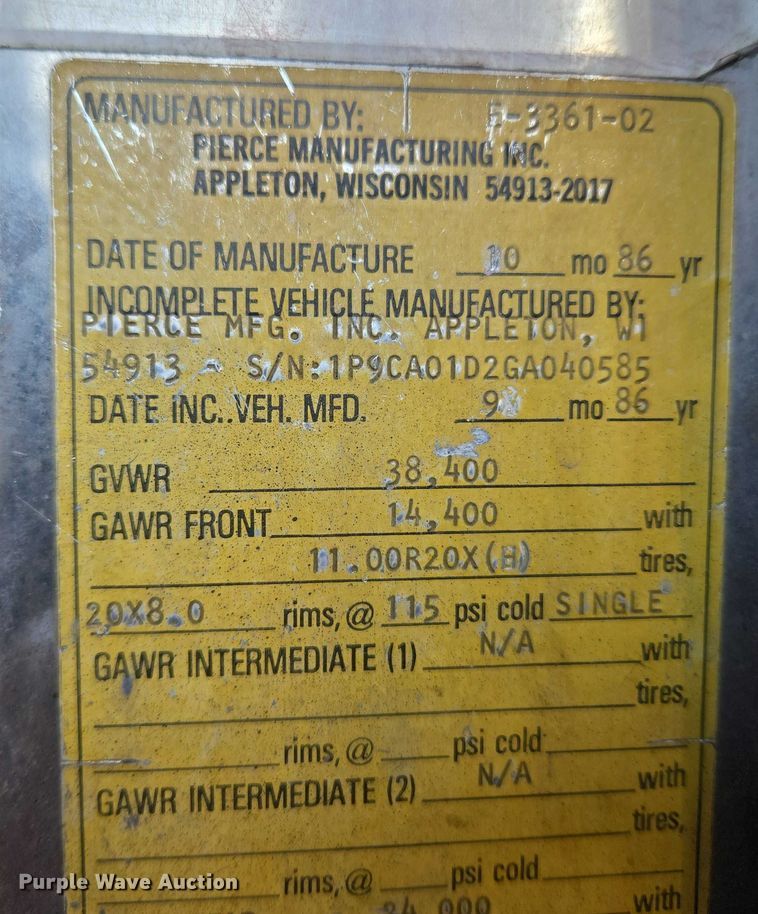 MANUFACTURED BY: -3361-02
PIERCE MANUFACTURING INC.
APPLETON, WISCONSIN 54913-2017
DATE OF MANUFACTURE 10 mo 86 yr
INCOMPLETE VEHICLE MANUFACTURED BY:
PIERCE MFG. INC. APPLETON, WI
54913 - S/N:1P9CA01D2GA040585
DATE INC. VEH. MFD. 9 mo 86 yr
GVWR 38,400
GAWR FRONT 14,400 with
11.00R20X(H) tires,
20X8.0 rims, @ 115 psi cold SINGLE
GAWR INTERMEDIATE (1) N/A with
tires,
rims, @ psi cold
GAWR INTERMEDIATE (2) N/A with
tires,
rims, @ psi cold
24,000 with
Purple Wave Auction